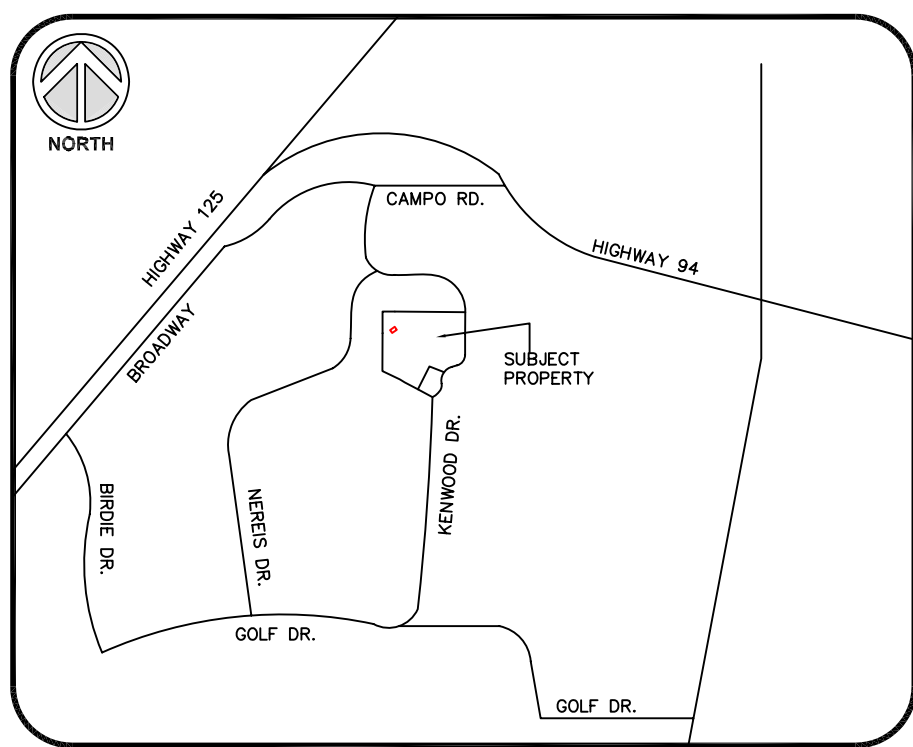 NORTH
HIGHWAY 125
BROADWAY
CAMPO RD.
HIGHWAY 94
SUBJECT
PROPERTY
KENWOOD DR.
BIRDIE DR.
NEREIS DR.
GOLF DR.
GOLF DR.